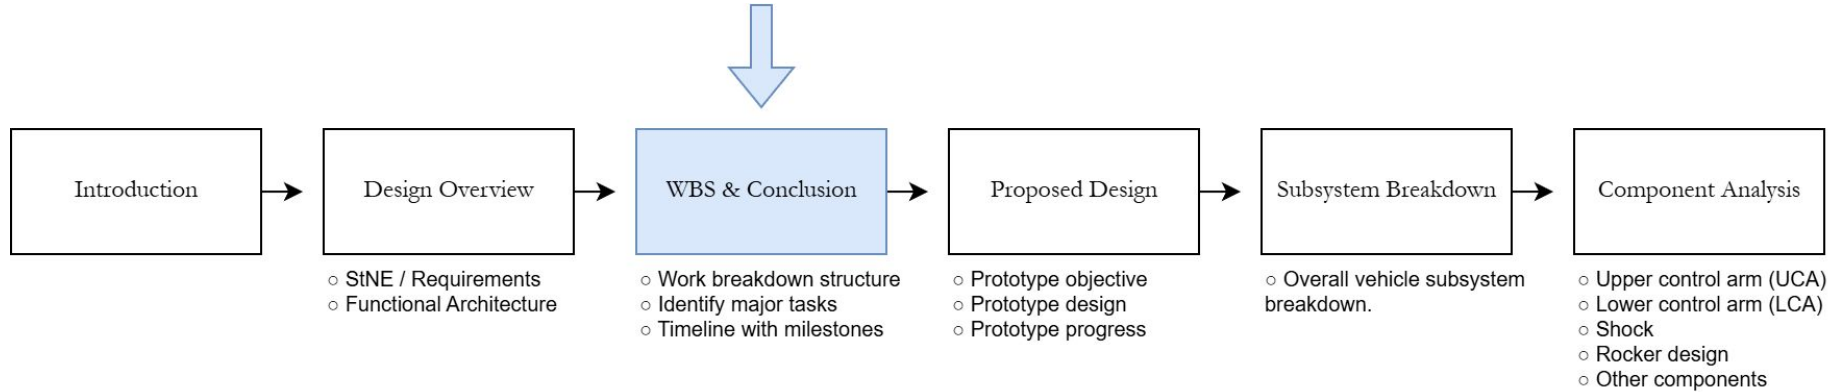 Introduction
Design Overview
WBS & Conclusion
Proposed Design
Subsystem Breakdown
Component Analysis
○ StNE / Requirements
○ Functional Architecture
○ Work breakdown structure
○ Identify major tasks
○ Timeline with milestones
○ Prototype objective
○ Prototype design
○ Prototype progress
○ Overall vehicle subsystem
breakdown.
○ Upper control arm (UCA)
○ Lower control arm (LCA)
○ Shock
○ Rocker design
○ Other components